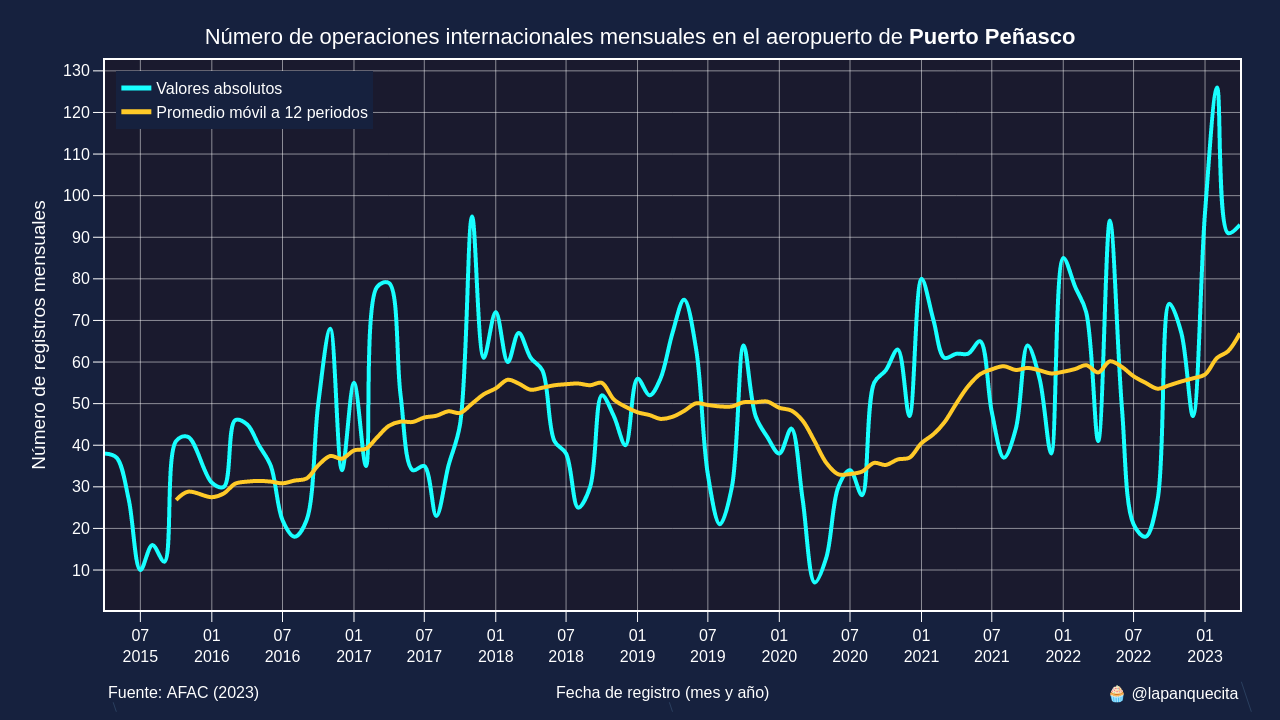 Número de operaciones internacionales mensuales en el aeropuerto de Puerto Peñasco
Valores absolutos
Promedio móvil a 12 periodos
Número de registros mensuales
130
120
110
100
90
80
70
60
50
40
30
20
10
07 01 07 01 07 01 07 01 07 01 07 01 07 01 07 01
2015 2016 2016 2017 2017 2018 2018 2019 2019 2020 2020 2021 2021 2022 2022 2023
Fuente: AFAC (2023)
Fecha de registro (mes y año)
🧁 @lapanquecita